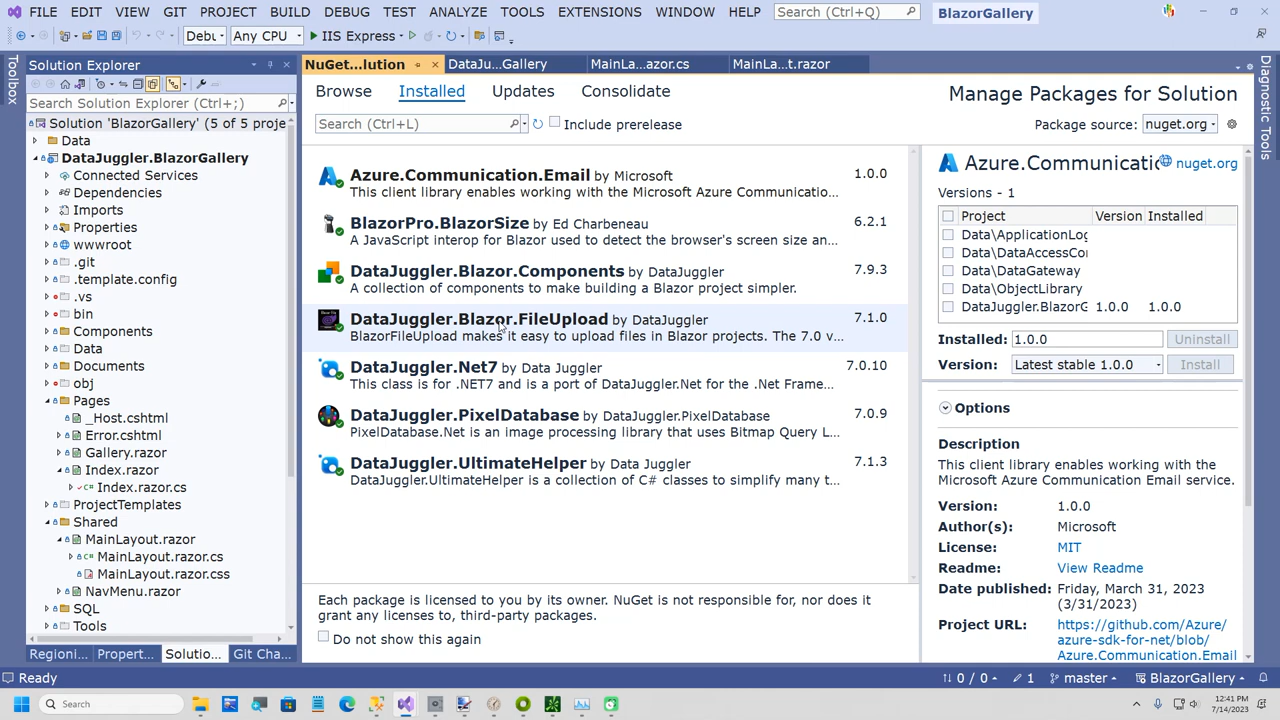 FILE EDIT VIEW GIT PROJECT BUILD DEBUG TEST ANALYZE TOOLS EXTENSIONS WINDOW HELP Search (Ctrl+Q) BlazorGallery
Debu Any CPU IIS Express
Toolbox
Solution Explorer
Search Solution Explorer (Ctrl+;)
Solution 'BlazorGallery' (5 of 5 proje
Data
DataJuggler.BlazorGallery
Connected Services
Dependencies
Imports
Properties
wwwroot
.git
.template.config
.vs
bin
Components
Data
Documents
obj
Pages
_Host.cshtml
Error.cshtml
Gallery.razor
Index.razor
C# Index.razor.cs
ProjectTemplates
Shared
MainLayout.razor
C# MainLayout.razor.cs
MainLayout.razor.css
NavMenu.razor
SQL
Tools
Regioni... Propert... Solutio... Git Cha...
NuGet...lution DataJu...Gallery MainLa...azor.cs MainLa...t.razor
Browse Installed Updates Consolidate
Manage Packages for Solution
Search (Ctrl+L) Include prerelease
Package source: nuget.org
Azure.Communication.Email by Microsoft 1.0.0
This client library enables working with the Microsoft Azure Communicatio...
BlazorPro.BlazorSize by Ed Charbeneau 6.2.1
A JavaScript interop for Blazor used to detect the browser's screen size an...
DataJuggler.Blazor.Components by DataJuggler 7.9.3
A collection of components to make building a Blazor project simpler.
DataJuggler.Blazor.FileUpload by DataJuggler 7.1.0
BlazorFileUpload makes it easy to upload files in Blazor projects. The 7.0 v...
DataJuggler.Net7 by Data Juggler 7.0.10
This class is for .NET7 and is a port of DataJuggler.Net for the .Net Frame...
DataJuggler.PixelDatabase by DataJuggler.PixelDatabase 7.0.9
PixelDatabase.Net is an image processing library that uses Bitmap Query L...
DataJuggler.UltimateHelper by Data Juggler 7.1.3
DataJuggler.UltimateHelper is a collection of C# classes to simplify many t...
Each package is licensed to you by its owner. NuGet is not responsible for, nor does it
grant any licenses to, third-party packages.
Do not show this again
Azure.Communicatio nuget.org
Versions - 1
Project Version Installed
Data\ApplicationLog
Data\DataAccessCo
Data\DataGateway
Data\ObjectLibrary
DataJuggler.BlazorG 1.0.0 1.0.0
Installed: 1.0.0 Uninstall
Version: Latest stable 1.0.0 Install
Options
Description
This client library enables working with the
Microsoft Azure Communication Email service.
Version: 1.0.0
Author(s): Microsoft
License: MIT
Readme: View Readme
Date published: Friday, March 31, 2023
(3/31/2023)
Project URL: https://github.com/Azure/
azure-sdk-for-net/blob/
Azure.Communication.Email
Diagnostic Tools
Ready 0 / 0 1 master BlazorGallery
Search
12:41 PM
7/14/2023